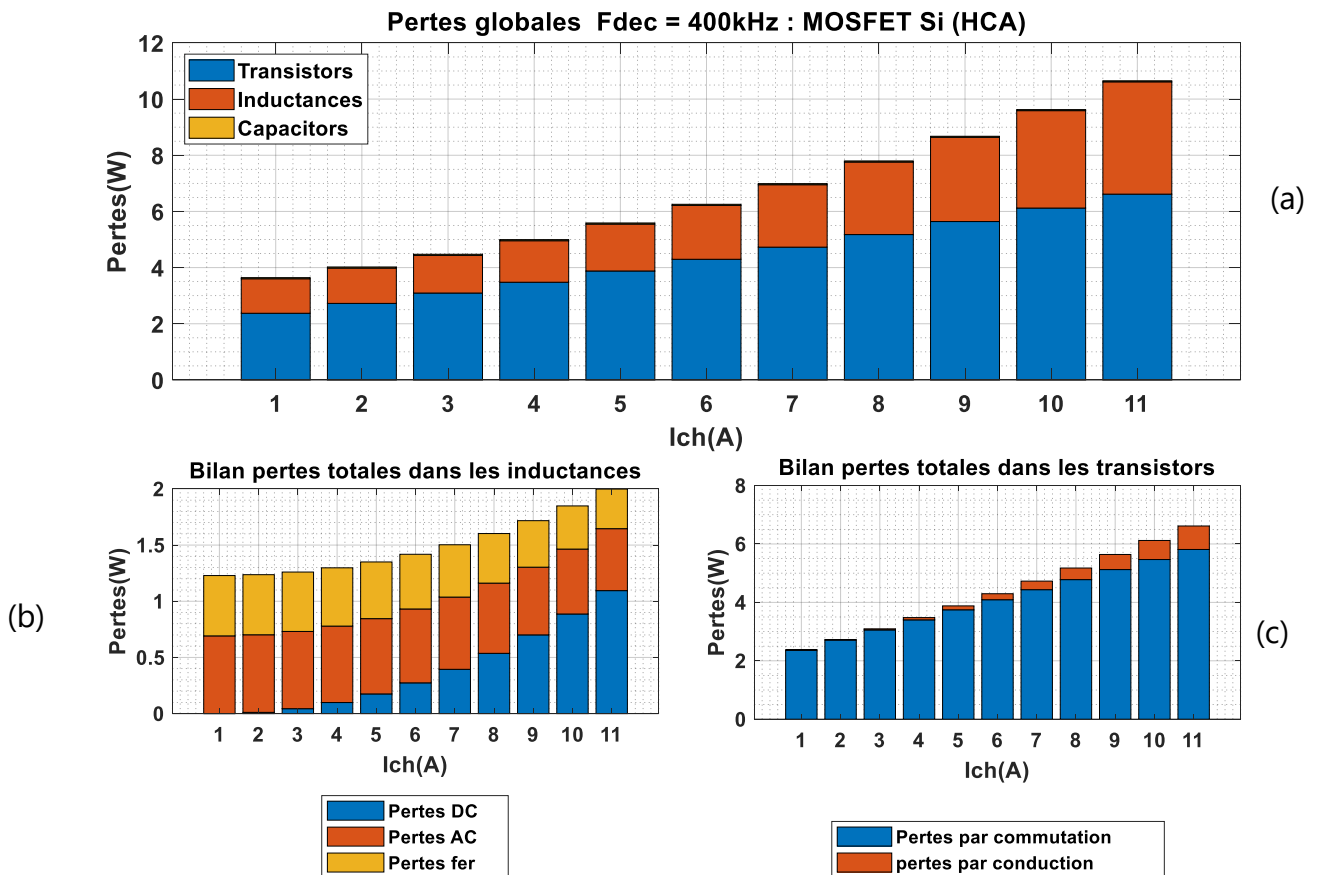 Pertes globales Fdec = 400kHz : MOSFET Si (HCA)
12
10
8
6
4
2
0
Pertes(W)
Transistors
Inductances
Capacitors
1 2 3 4 5 6 7 8 9 10 11
Ich(A)
(a)
Bilan pertes totales dans les inductances
2
1.5
1
0.5
0
Pertes(W)
1 2 3 4 5 6 7 8 9 10 11
Ich(A)
(b)
Pertes DC
Pertes AC
Pertes fer
Bilan pertes totales dans les transistors
8
6
4
2
0
Pertes(W)
1 2 3 4 5 6 7 8 9 10 11
Ich(A)
(c)
Pertes par commutation
pertes par conduction